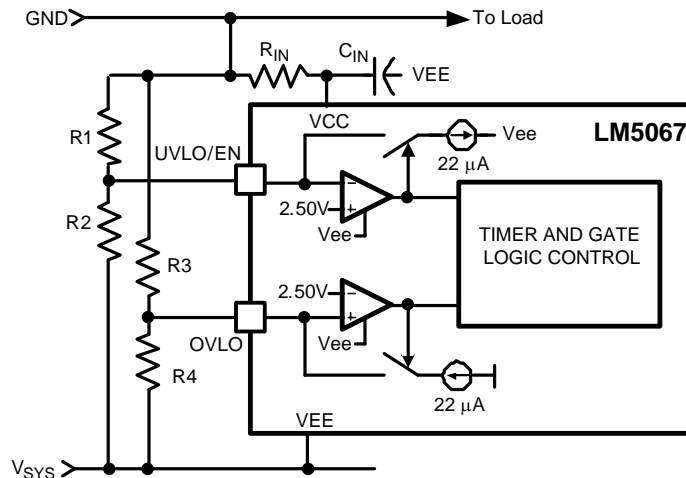 GND
To Load
RIN
CIN
VEE
VCC
LM5067
R1
UVLO/EN
Vee
22 μA
2.50V
Vee
R2
TIMER AND GATE
LOGIC CONTROL
R3
2.50V
OVLO
Vee
R4
22 μA
VEE
VSYS